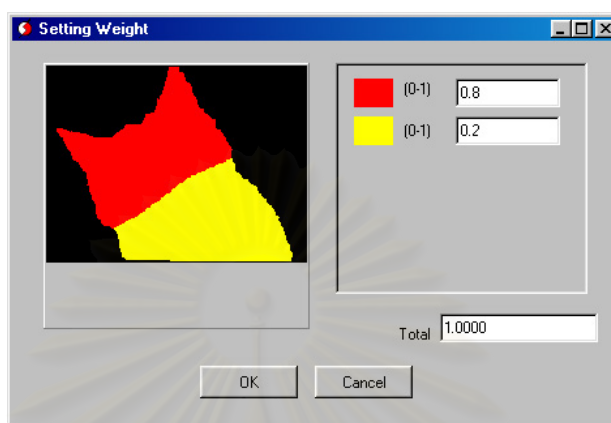 Setting Weight
(0-1) 0.8
(0-1) 0.2
Total 1.0000
OK Cancel